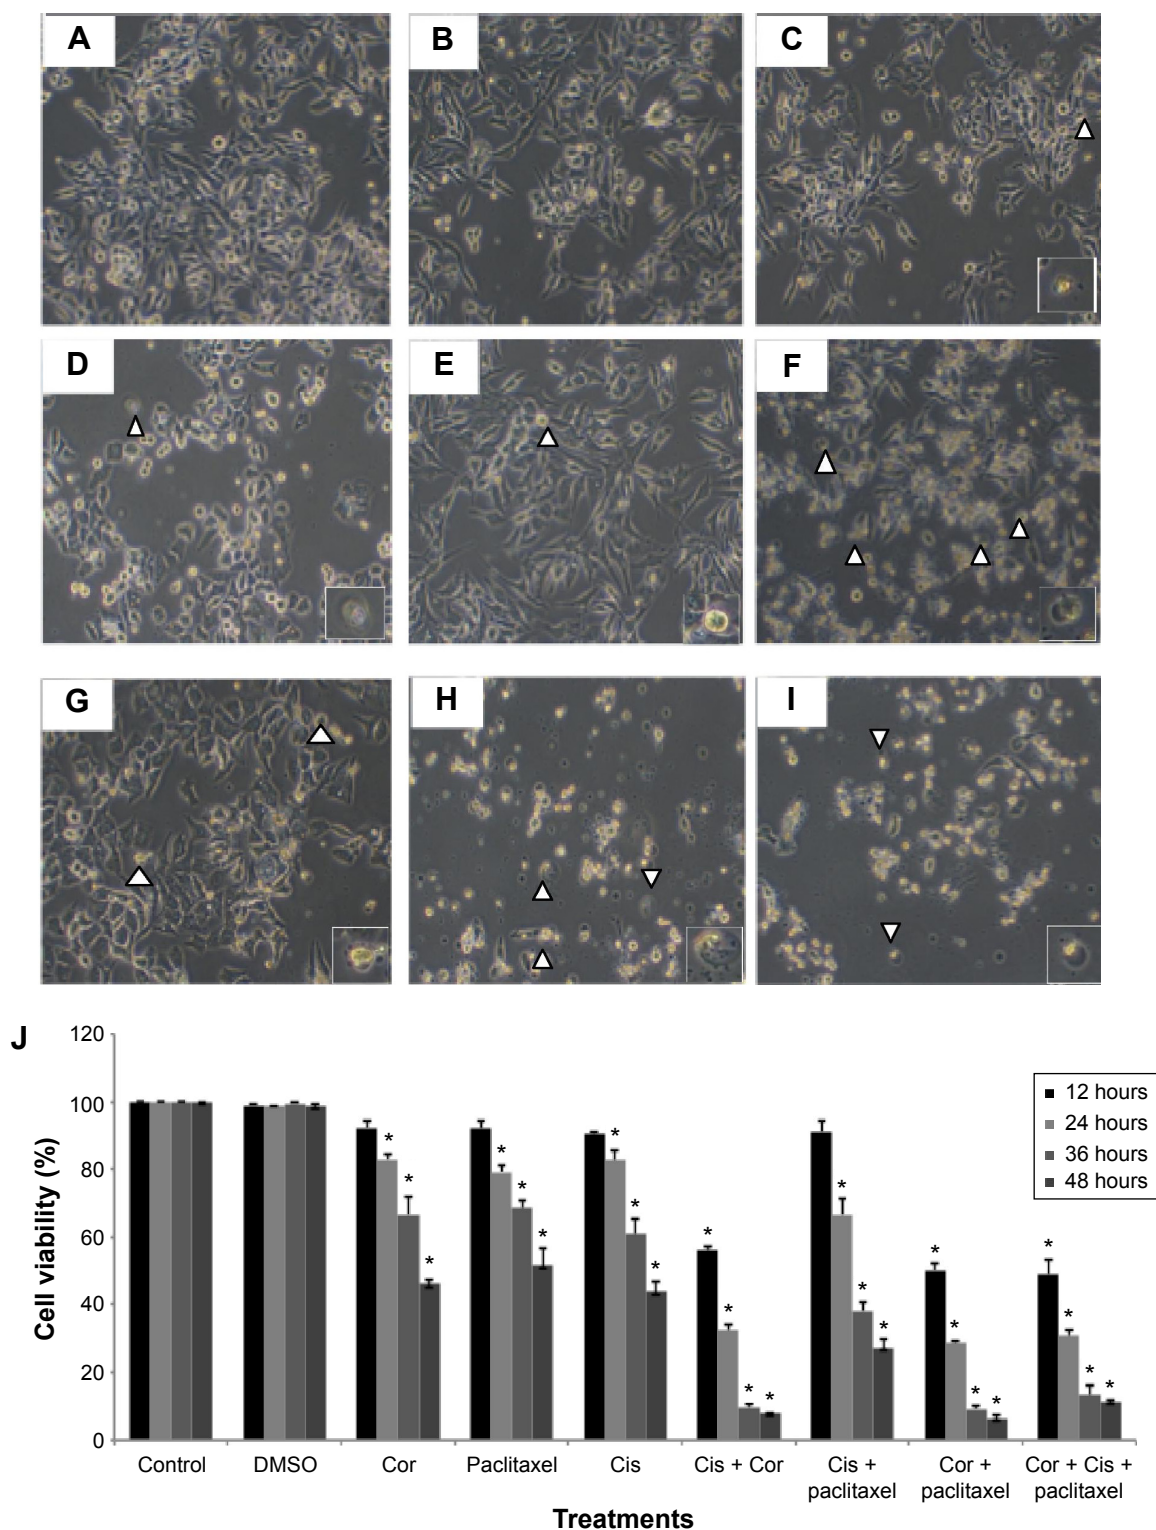 A
B
C
D
E
F
G
H
I
J
120
100
80
60
40
20
0
Cell viability (%)
12 hours
24 hours
36 hours
48 hours
* * * * * * * * * * * * * * * * * * * * * * * * *
Control
DMSO
Cor
Paclitaxel
Cis
Cis + Cor
Cis +
paclitaxel
Cor +
paclitaxel
Cor + Cis +
paclitaxel
Treatments